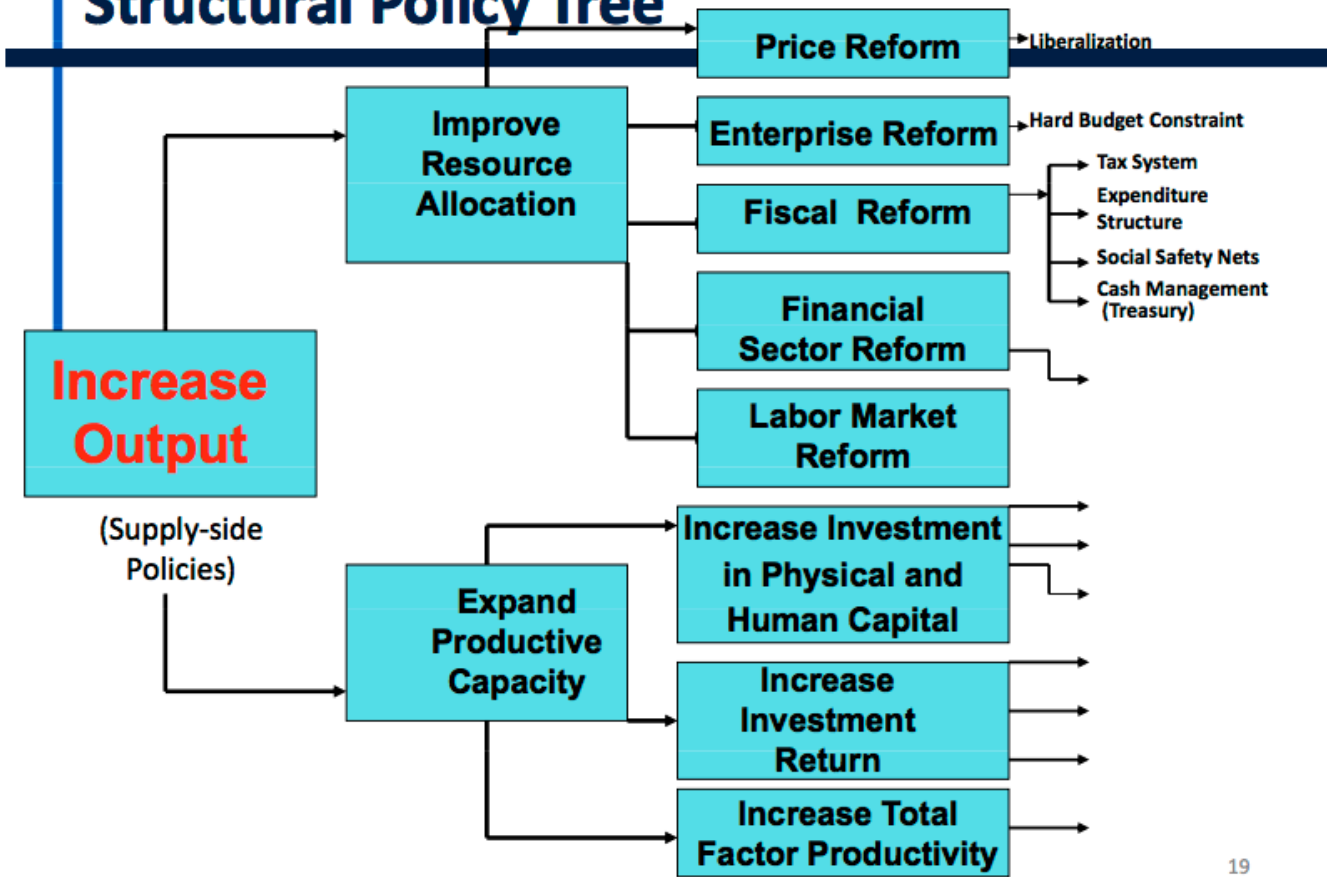 Structural Policy Tree
Price Reform
Liberalization
Improve
Resource
Allocation
Enterprise Reform
Hard Budget Constraint
Fiscal Reform
Tax System
Expenditure
Structure
Social Safety Nets
Cash Management
(Treasury)
Financial
Sector Reform
Labor Market
Reform
Increase
Output
(Supply-side
Policies)
Expand
Productive
Capacity
Increase Investment
in Physical and
Human Capital
Increase
Investment
Return
Increase Total
Factor Productivity
19